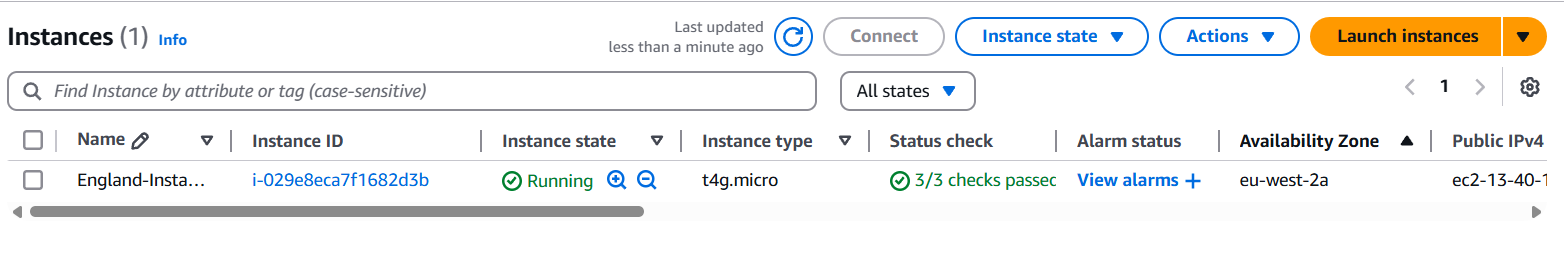 Instances (1) Info
Last updated
less than a minute ago
Connect
Instance state
Actions
Launch instances
Find Instance by attribute or tag (case-sensitive)
All states
1
Name Instance ID Instance state Instance type Status check Alarm status Availability Zone Public IPv4
England-Insta... i-029e8eca7f1682d3b Running t4g.micro 3/3 checks passed View alarms + eu-west-2a ec2-13-40-1